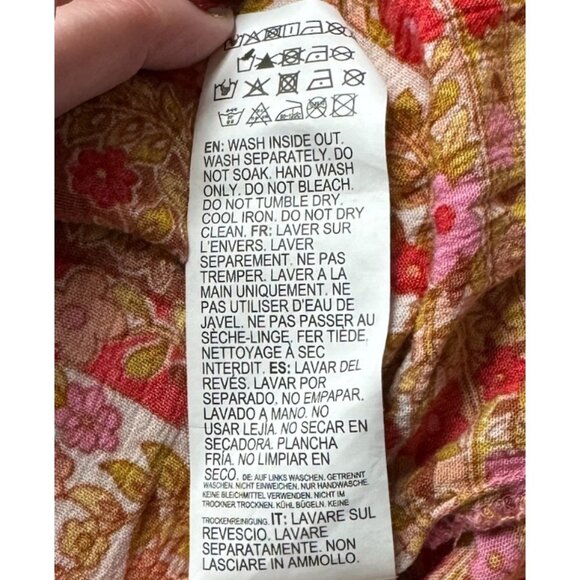 EN: WASH INSIDE OUT.
WASH SEPARATELY. DO
NOT SOAK. HAND WASH
ONLY. DO NOT BLEACH.
DO NOT TUMBLE DRY.
COOL IRON. DO NOT DRY
CLEAN. FR: LAVER SUR
L'ENVERS. LAVER
SEPAREMENT. NE PAS
TREMPER. LAVER A LA
MAIN UNIQUEMENT. NE
PAS UTILISER D'EAU DE
JAVEL. NE PAS PASSER AU
SÈCHE-LINGE. FER TIÈDE.
NETTOYAGE À SEC
INTERDIT. ES: LAVAR DEL
REVÉS. LAVAR POR
SEPARADO. NO EMPAPAR.
LAVADO A MANO. NO
USAR LEJÍA. NO SECAR EN
SECADORA. PLANCHA
FRÍA. NO LIMPIAR EN
SECO. DE: AUF LINKS WASCHEN. GETRENNT
WASCHEN. NICHT EINWEICHEN. NUR HANDWÄSCHE.
KEINE BLEICHMITTEL VERWENDEN. NICHT IM
TROCKNER TROCKNEN. KÜHL BÜGELN. KEINE
TROCKENREINIGUNG. IT: LAVARE SUL
REVESCIO. LAVARE
SEPARATAMENTE. NON
LASCIARE IN AMMOLLO.